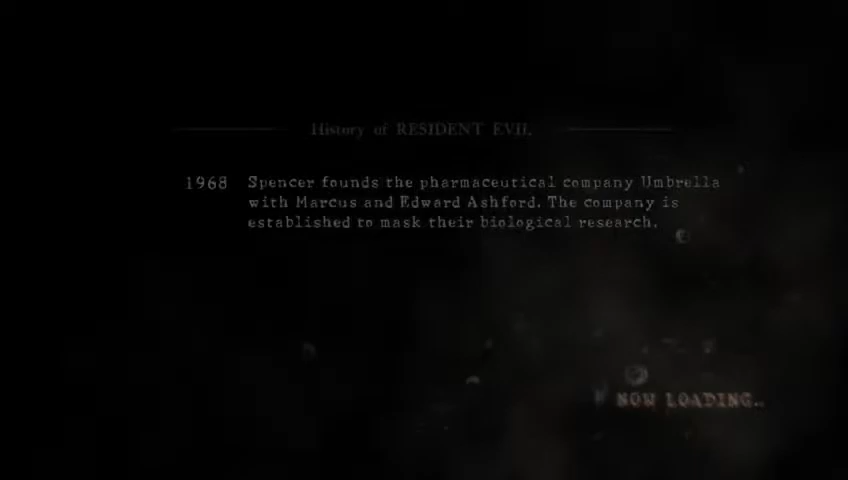 History of RESIDENT EVIL
1968 Spencer founds the pharmaceutical company Umbrella
with Marcus and Edward Ashford. The company is
established to mask their biological research.
NOW LOADING..